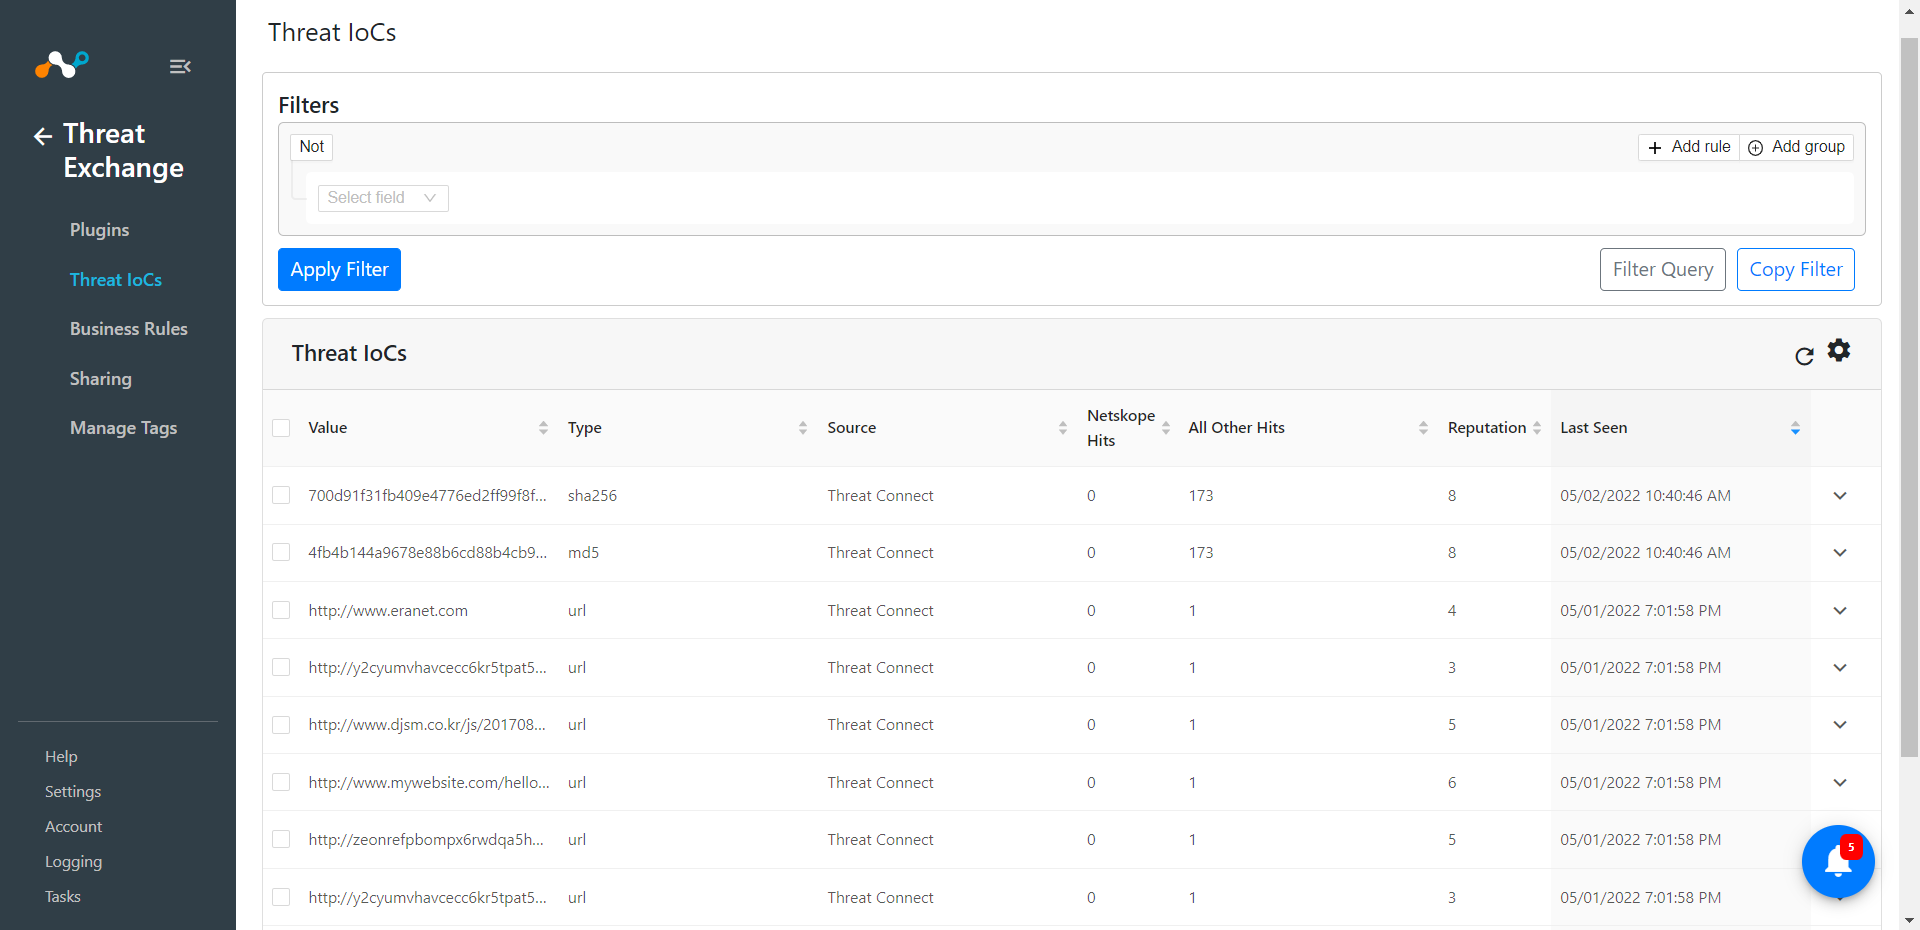 Threat IoCs
Threat
Exchange
Plugins
Threat IoCs
Business Rules
Sharing
Manage Tags
Help
Settings
Account
Logging
Tasks
Filters
Not
Add rule
Add group
Select field
Apply Filter
Filter Query
Copy Filter
Threat IoCs
Value Type Source Netskope Hits All Other Hits Reputation Last Seen
700d91f31fb409e4776ed2ff99f8f... sha256 Threat Connect 0 173 8 05/02/2022 10:40:46 AM
4fb4b144a9678e88b6cd88b4cb9... md5 Threat Connect 0 173 8 05/02/2022 10:40:46 AM
http://www.eranet.com url Threat Connect 0 1 4 05/01/2022 7:01:58 PM
http://y2cyumvhavcecc6kr5tpat5... url Threat Connect 0 1 3 05/01/2022 7:01:58 PM
http://www.djsm.co.kr/js/201708... url Threat Connect 0 1 5 05/01/2022 7:01:58 PM
http://www.mywebsite.com/hello... url Threat Connect 0 1 6 05/01/2022 7:01:58 PM
http://zeonrefpbompx6rwdqa5h... url Threat Connect 0 1 5 05/01/2022 7:01:58 PM
http://y2cyumvhavcecc6kr5tpat5... url Threat Connect 0 1 3 05/01/2022 7:01:58 PM
5